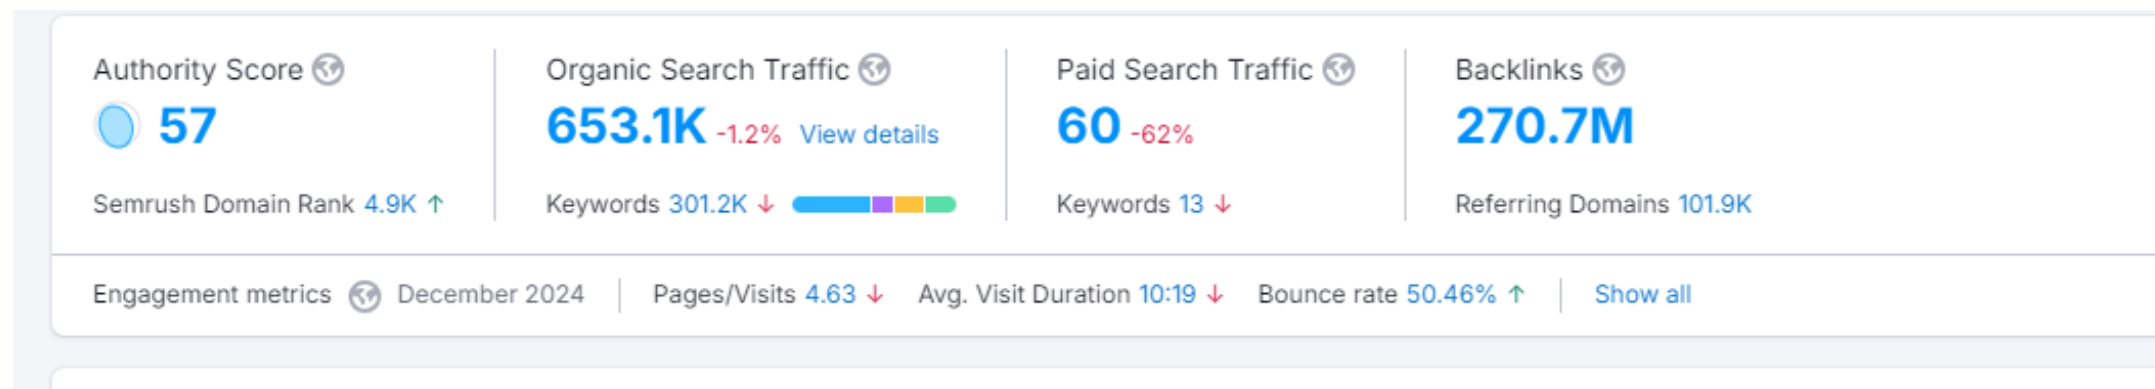 Authority Score
57
Semrush Domain Rank 4.9K ↑
Organic Search Traffic
653.1K -1.2% View details
Keywords 301.2K ↓
Paid Search Traffic
60 -62%
Keywords 13 ↓
Backlinks
270.7M
Referring Domains 101.9K
Engagement metrics December 2024 Pages/Visits 4.63 ↓ Avg. Visit Duration 10:19 ↓ Bounce rate 50.46% ↑ Show all